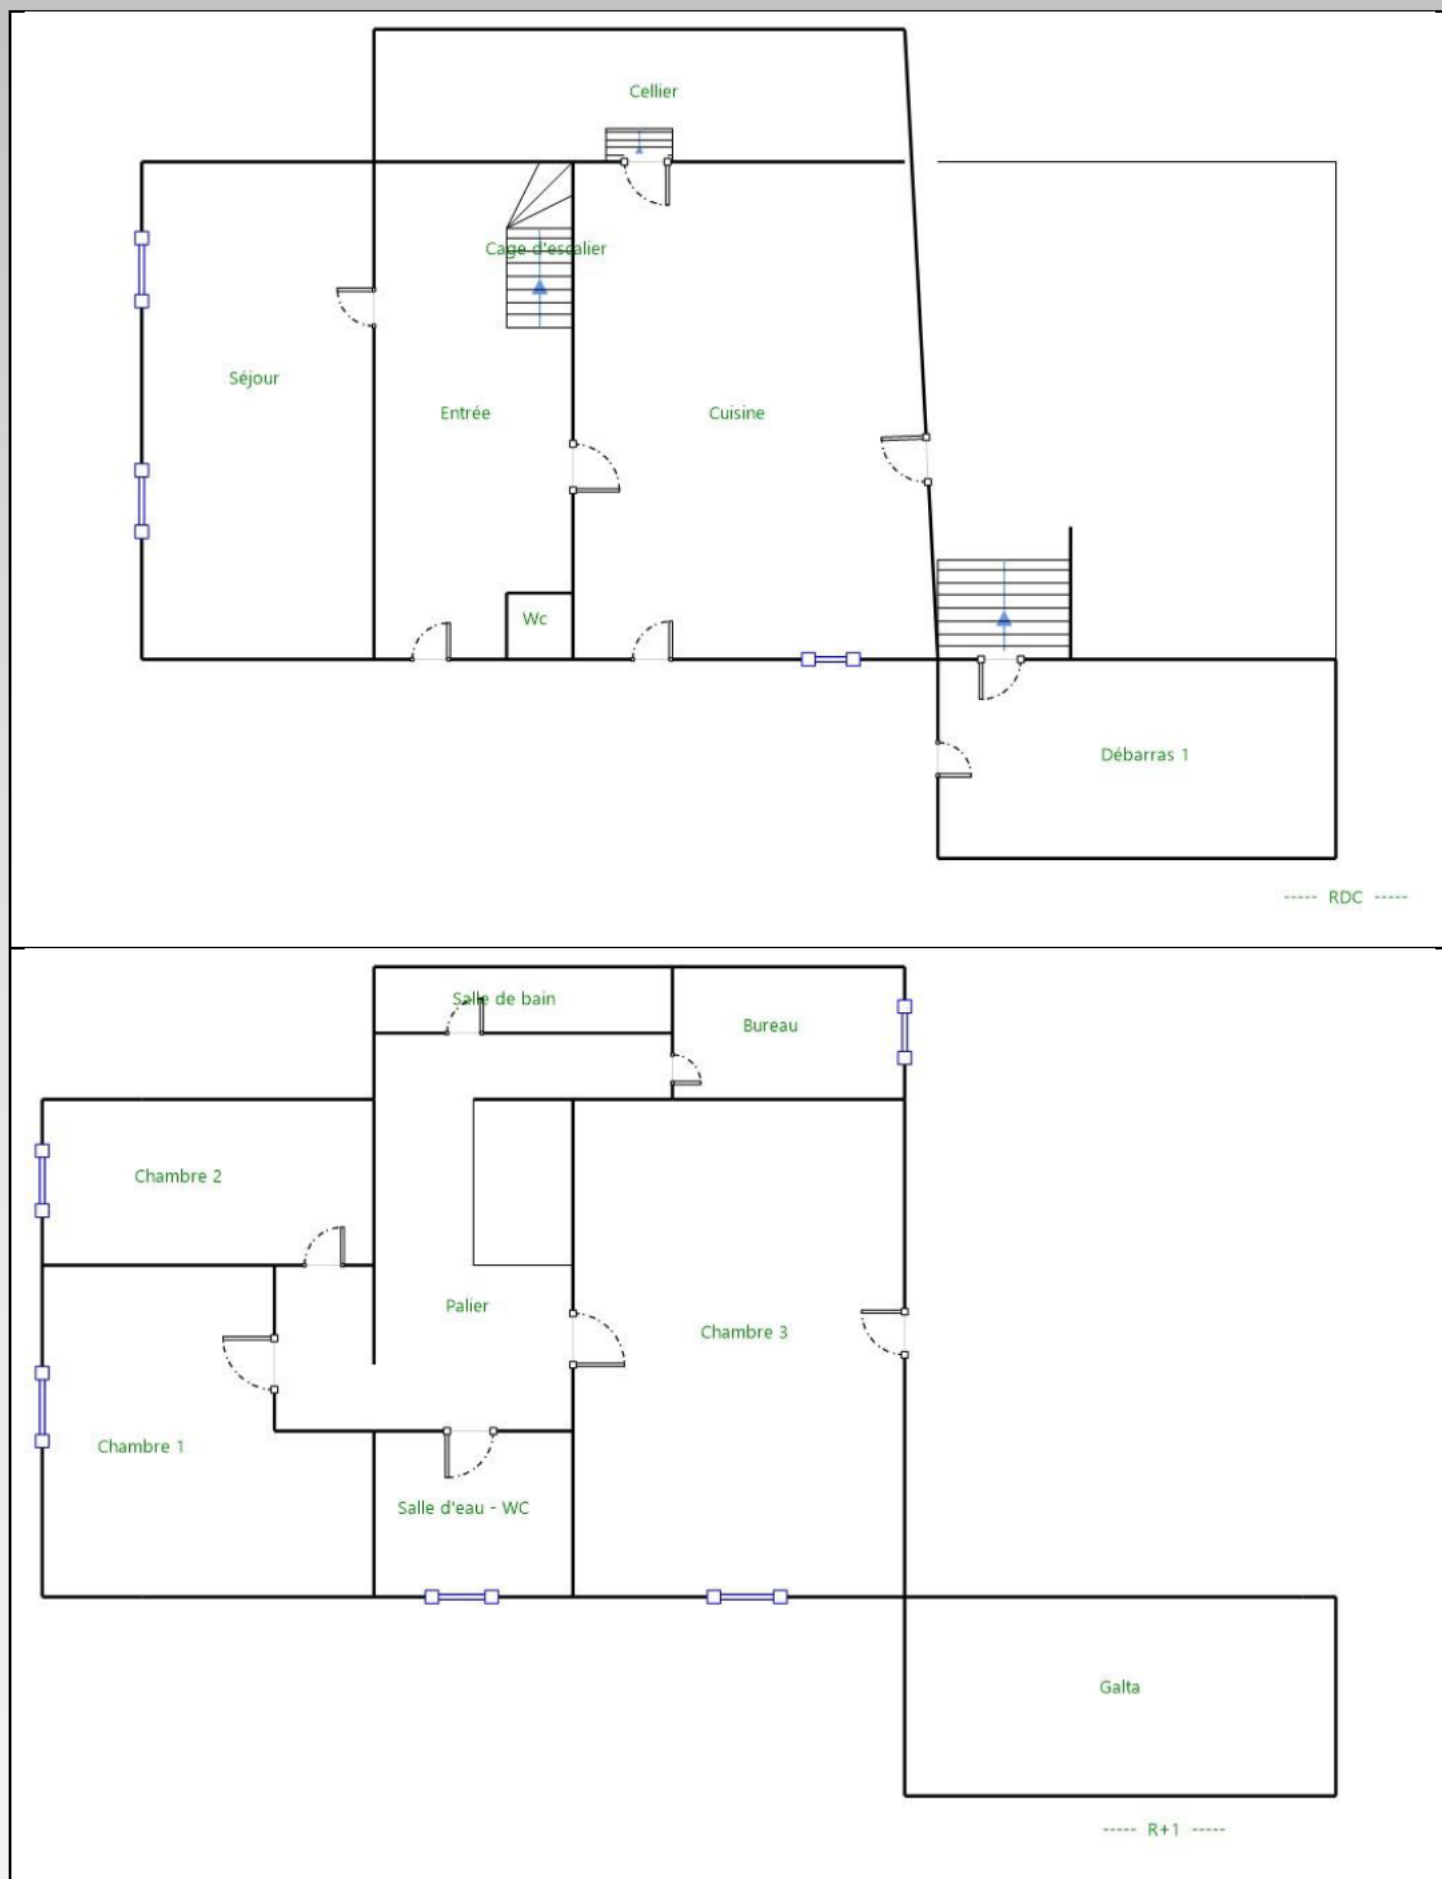 Cellier
Cage d'escalier
Séjour
Entrée
Cuisine
Wc
Débarras 1
----- RDC -----
Salle de bain
Bureau
Chambre 2
Palier
Chambre 3
Chambre 1
Salle d'eau - WC
Galta
----- R+1 -----